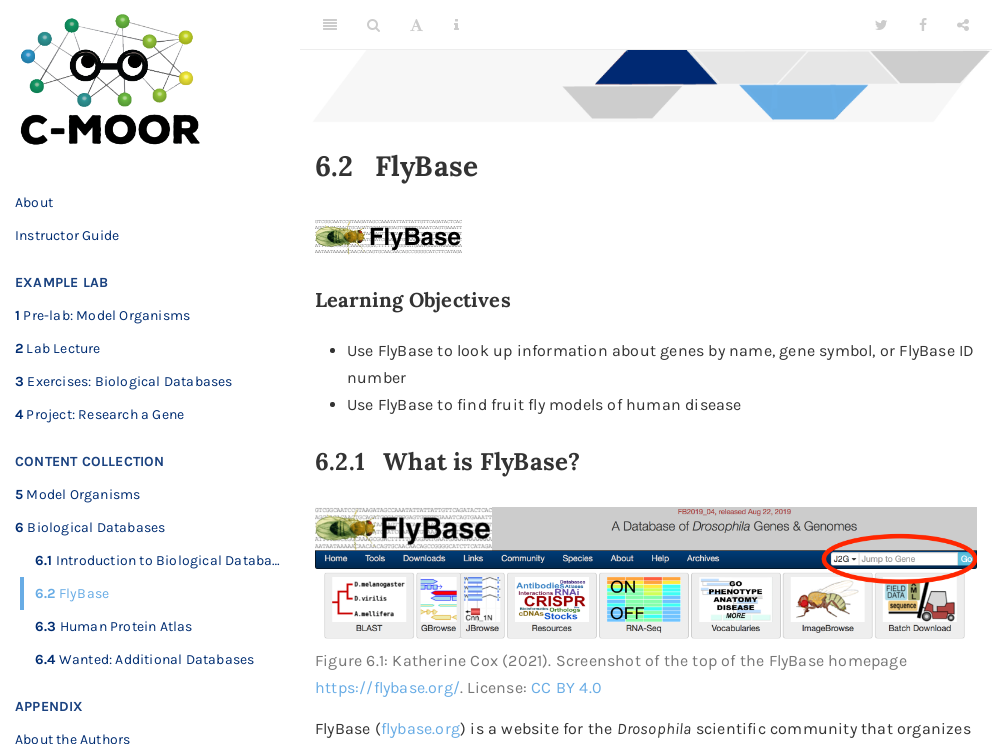 C-MOOR
About
Instructor Guide
EXAMPLE LAB
1 Pre-lab: Model Organisms
2 Lab Lecture
3 Exercises: Biological Databases
4 Project: Research a Gene
CONTENT COLLECTION
5 Model Organisms
6 Biological Databases
6.1 Introduction to Biological Databa…
6.2 FlyBase
6.3 Human Protein Atlas
6.4 Wanted: Additional Databases
APPENDIX
About the Authors
A i
6.2 FlyBase
FlyBase
Learning Objectives
• Use FlyBase to look up information about genes by name, gene symbol, or FlyBase ID
number
• Use FlyBase to find fruit fly models of human disease
6.2.1 What is FlyBase?
FlyBase
FB2019_04, released Aug 22, 2019
A Database of Drosophila Genes & Genomes
Home Tools Downloads Links Community Species About Help Archives J2G Jump to Gene Go
D.melanogaster
D.virilis
A.mellifera
BLAST
GBrowse
JBrowse
Antibodies Databases
Interactions RNAi
CRISPR
cDNAs Orthologs
Stocks
Resources
ON
OFF
RNA-Seq
GO
PHENOTYPE
ANATOMY
DISEASE
MORE
Vocabularies
ImageBrowse
FIELD
DATA
sequence
Batch Download
Figure 6.1: Katherine Cox (2021). Screenshot of the top of the FlyBase homepage
https://flybase.org/. License: CC BY 4.0
FlyBase (flybase.org) is a website for the Drosophila scientific community that organizes